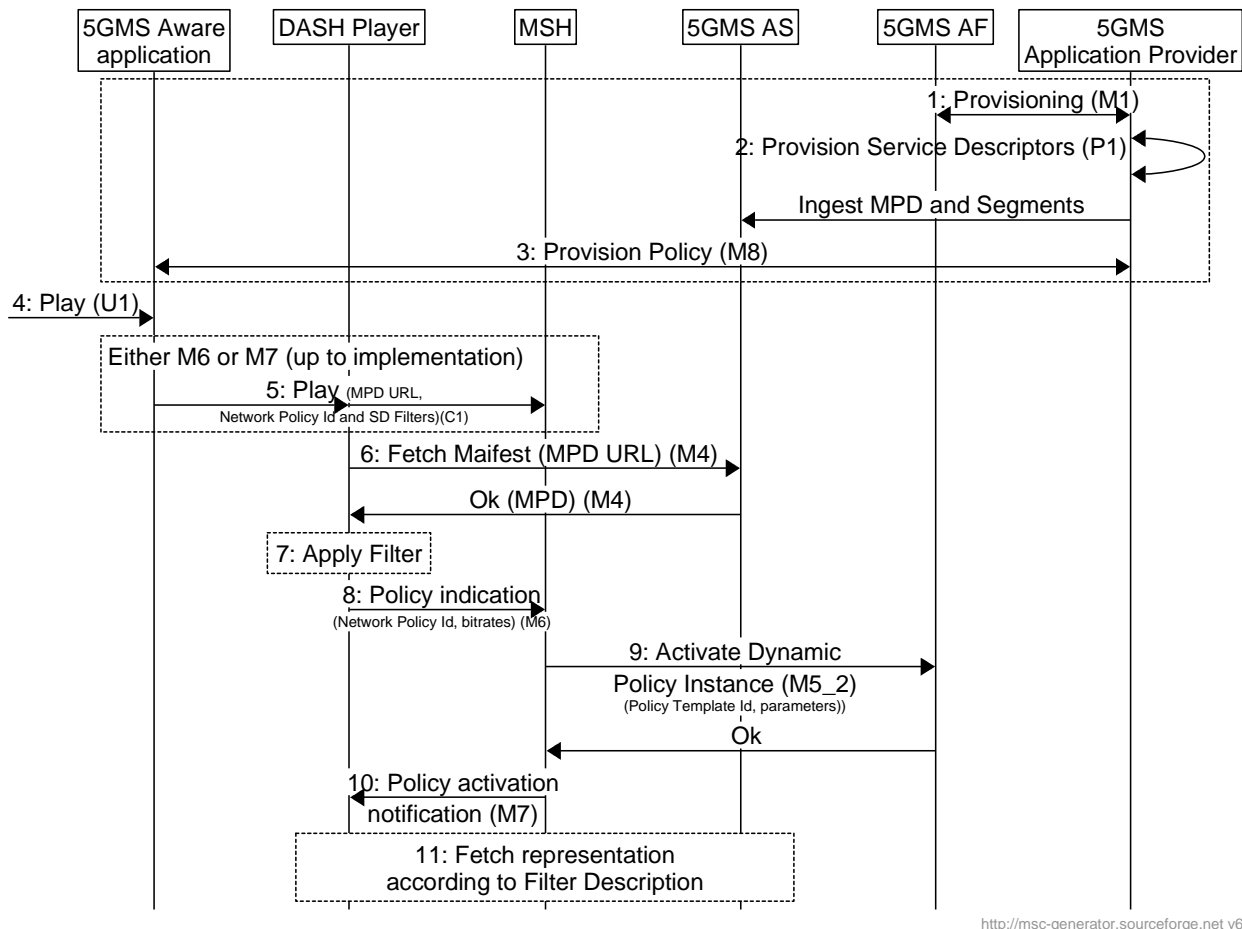 5GMS Aware
application
DASH Player
MSH
5GMS AS
5GMS AF
5GMS
Application Provider
1: Provisioning (M1)
2: Provision Service Descriptors (P1)
Ingest MPD and Segments
3: Provision Policy (M8)
4: Play (U1)
Either M6 or M7 (up to implementation)
5: Play (MPD URL,
Network Policy Id and SD Filters)(C1)
6: Fetch Maifest (MPD URL) (M4)
Ok (MPD) (M4)
7: Apply Filter
8: Policy indication
(Network Policy Id, bitrates) (M6)
9: Activate Dynamic
Policy Instance (M5_2)
(Policy Template Id, parameters))
Ok
10: Policy activation
notification (M7)
11: Fetch representation
according to Filter Description
http://msc-generator.sourceforge.net v6